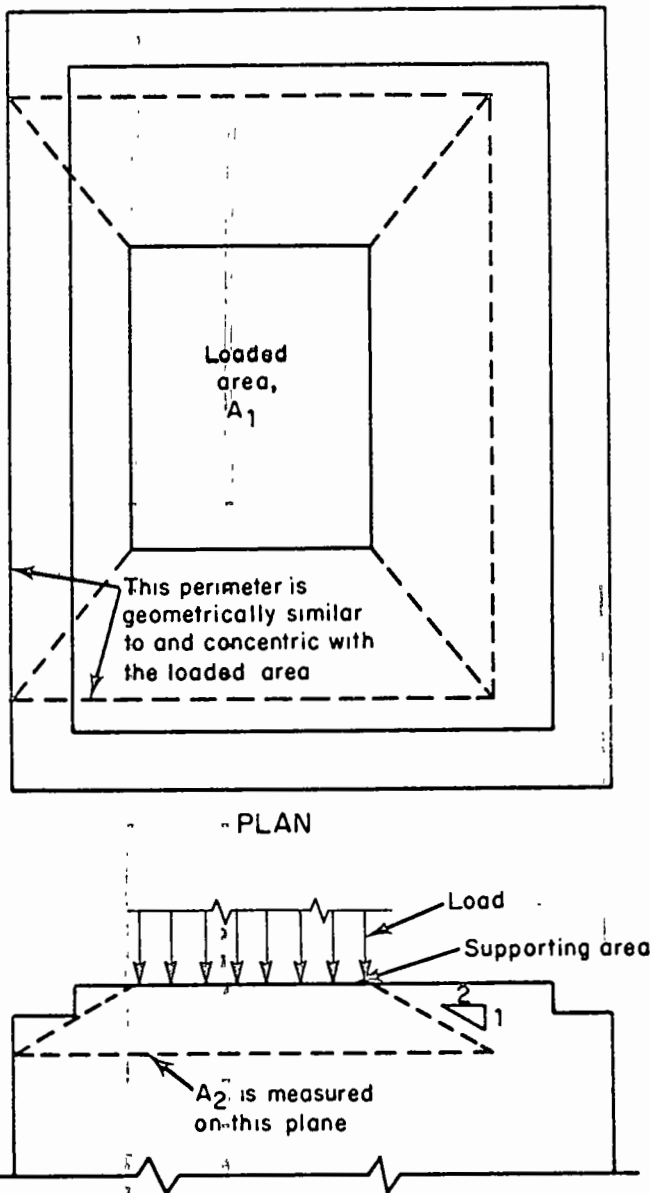 Loaded
area,
A1
This perimeter is
geometrically similar
to and concentric with
the loaded area
PLAN
Load
Supporting area
2
1
A2 is measured
on this plane